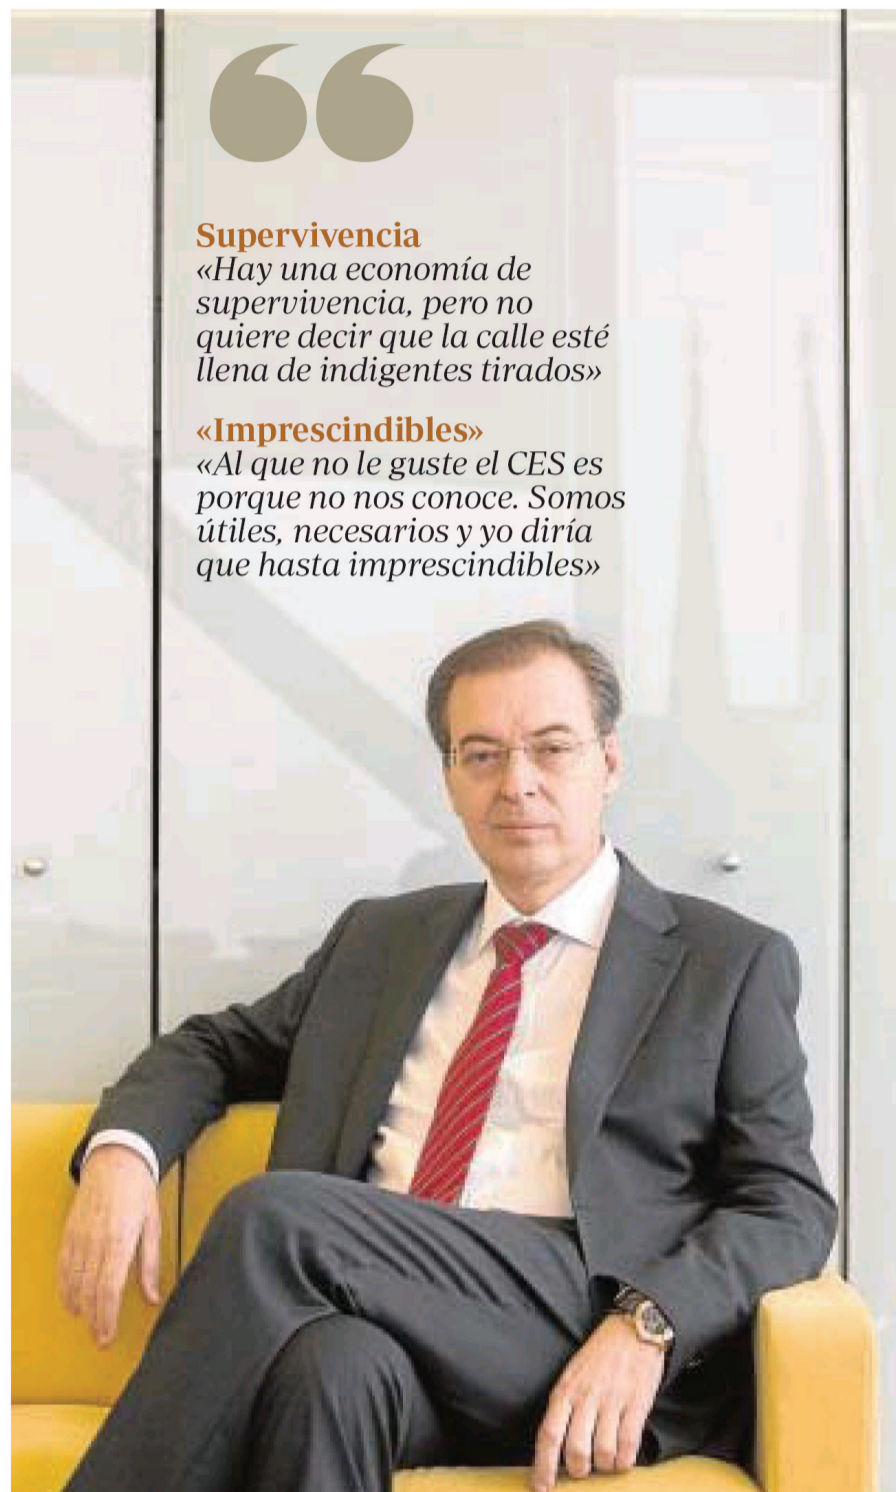 Supervivencia
«Hay una economía de
supervivencia, pero no
quiere decir que la calle esté
llena de indigentes tirados»
«Imprescindibles»
«Al que no le guste el CES es
porque no nos conoce. Somos
útiles, necesarios y yo diría
que hasta imprescindibles»